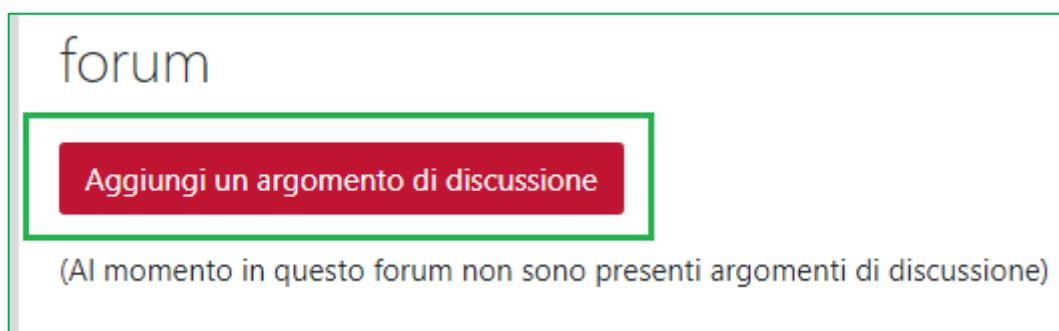 forum
Aggiungi un argomento di discussione
(Al momento in questo forum non sono presenti argomenti di discussione)